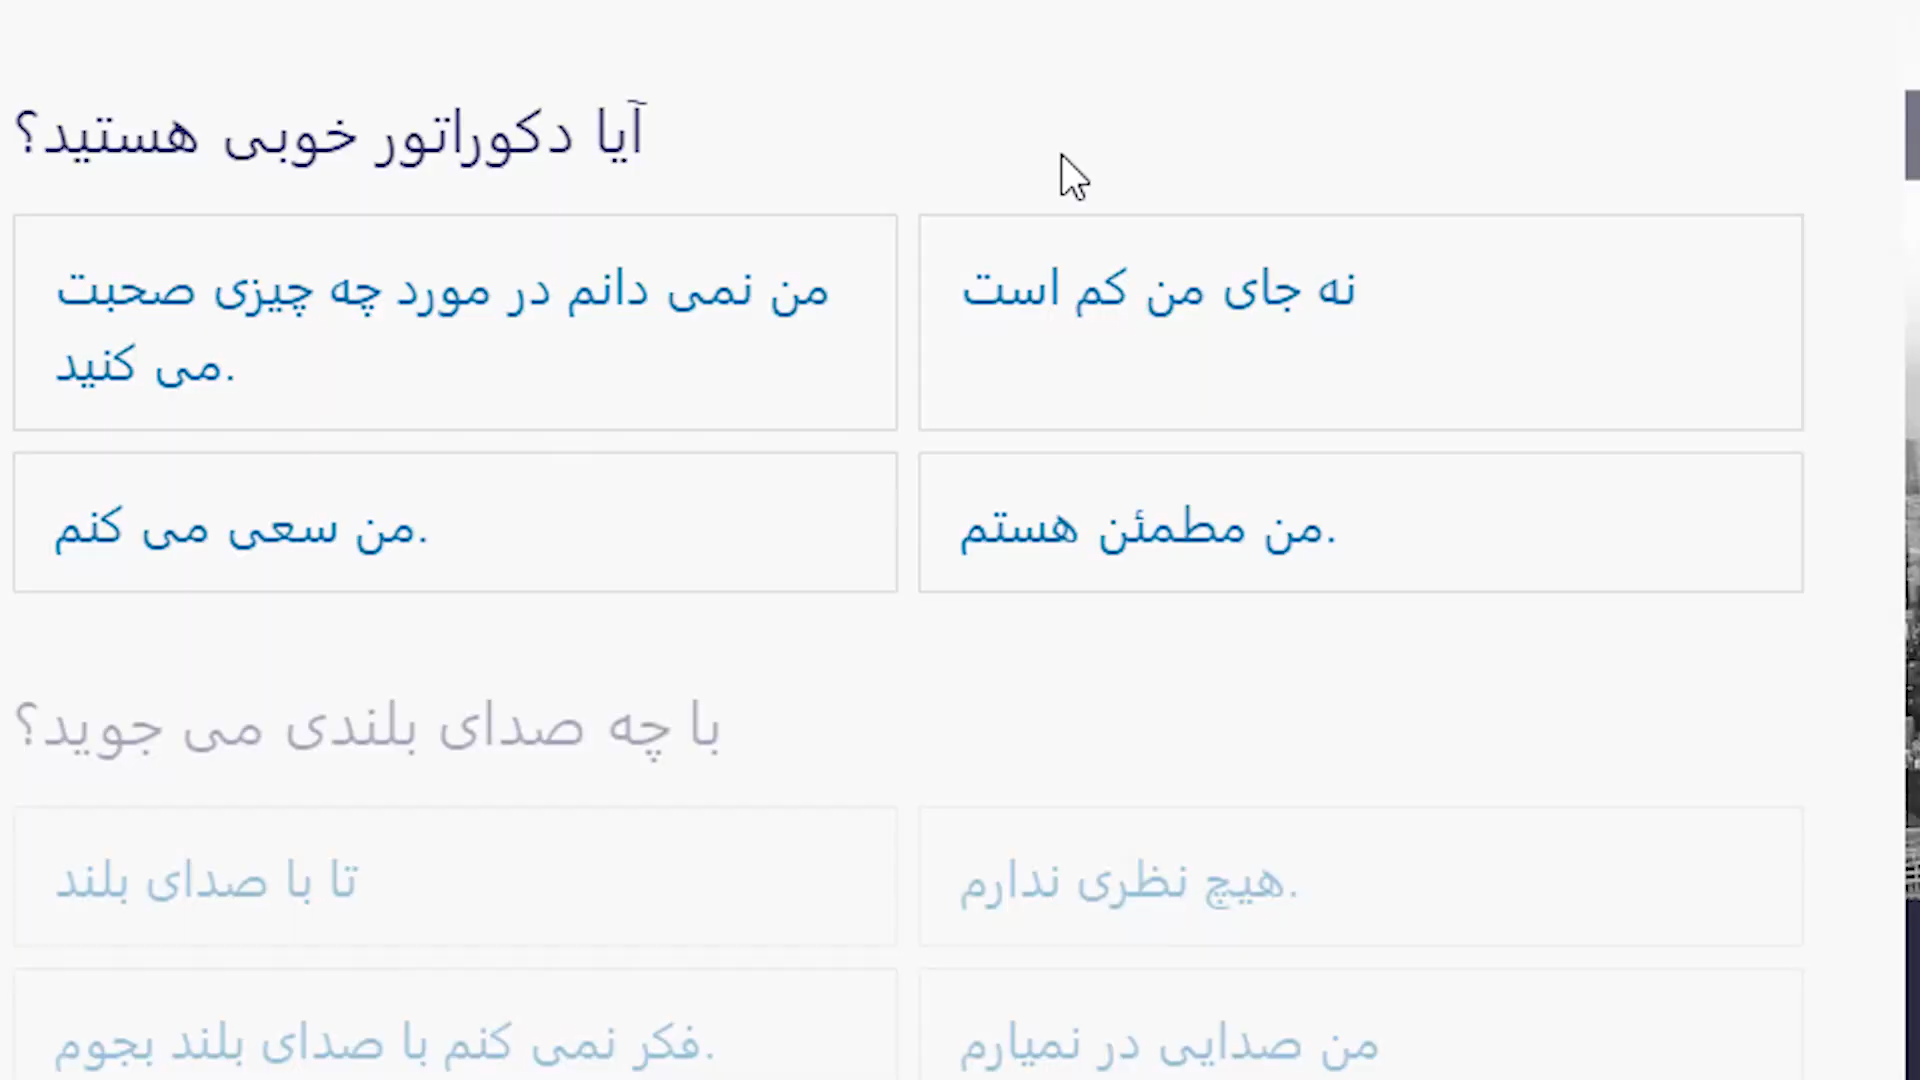 آیا دکوراتور خوبی هستید؟
من نمی دانم در مورد چه چیزی صحبت
می کنید.
نه جای من کم است
من سعی می کنم.
من مطمئن هستم.
با چه صدای بلندی می جوید؟
تا با صدای بلند
هیچ نظری ندارم.
فکر نمی کنم با صدای بلند بجوم.
من صدایی در نمیارم